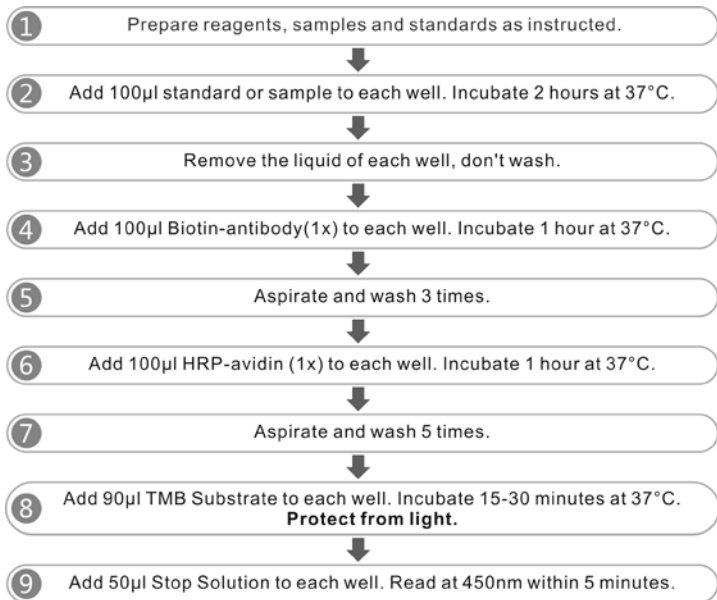 1 Prepare reagents, samples and standards as instructed.
2 Add 100µl standard or sample to each well. Incubate 2 hours at 37°C.
3 Remove the liquid of each well, don't wash.
4 Add 100µl Biotin-antibody(1x) to each well. Incubate 1 hour at 37°C.
5 Aspirate and wash 3 times.
6 Add 100µl HRP-avidin (1x) to each well. Incubate 1 hour at 37°C.
7 Aspirate and wash 5 times.
8 Add 90µl TMB Substrate to each well. Incubate 15-30 minutes at 37°C.
Protect from light.
9 Add 50µl Stop Solution to each well. Read at 450nm within 5 minutes.